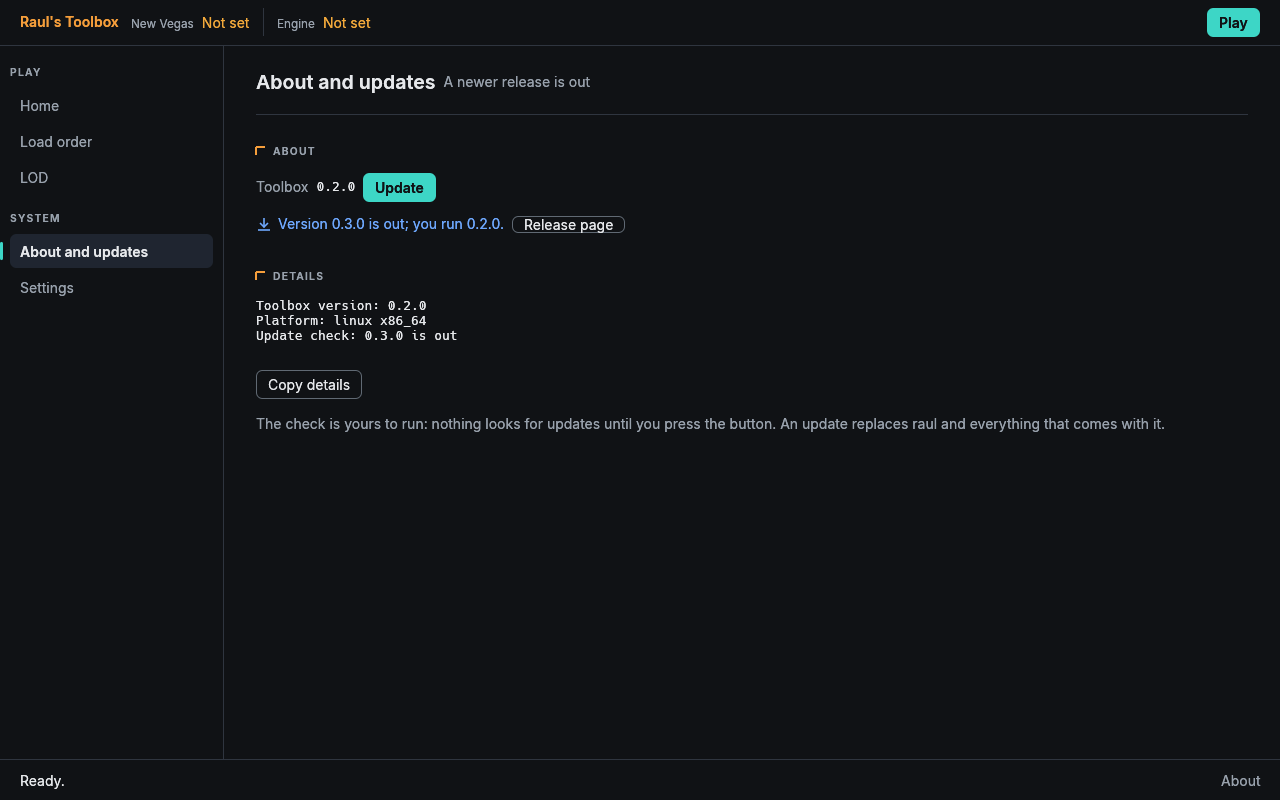 Raul's Toolbox New Vegas Not set Engine Not set Play
PLAY
Home
Load order
LOD
SYSTEM
About and updates
Settings
About and updates A newer release is out
ABOUT
Toolbox 0.2.0 Update
Version 0.3.0 is out; you run 0.2.0. Release page
DETAILS
Toolbox version: 0.2.0
Platform: linux x86_64
Update check: 0.3.0 is out
Copy details
The check is yours to run: nothing looks for updates until you press the button. An update replaces raul and everything that comes with it.
Ready. About